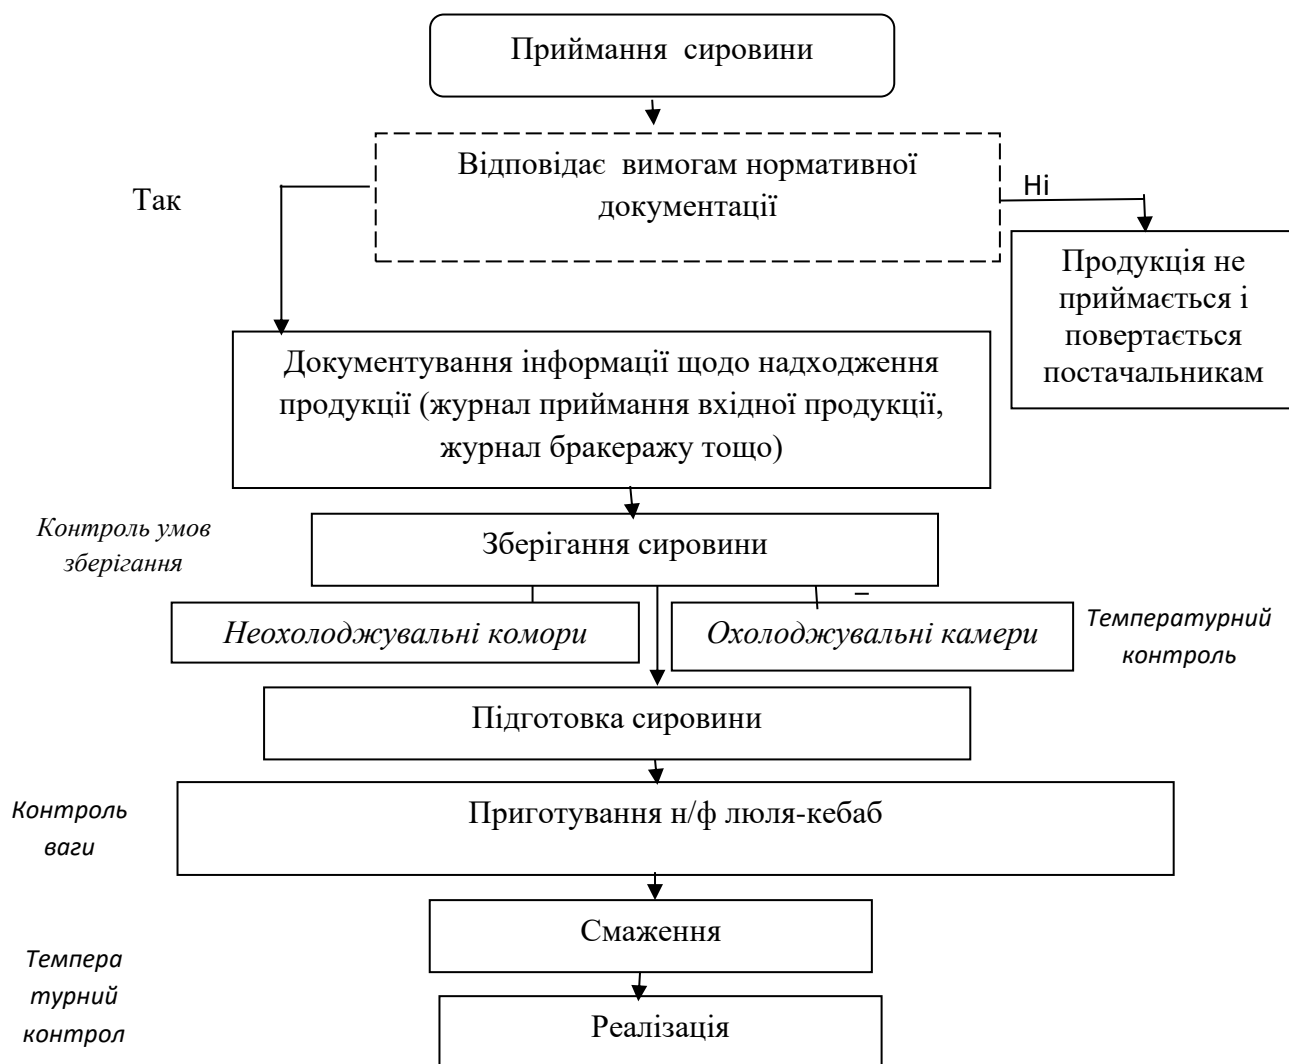 Приймання сировини
Відповідає вимогам нормативної
документації
Так
Ні
Продукція не
приймається і
повертається
постачальникам
Документування інформації щодо надходження
продукції (журнал приймання вхідної продукції,
журнал бракеражу тощо)
Контроль умов
зберігання
Зберігання сировини
Неохолоджувальні комори
Охолоджувальні камери
Температурний
контроль
Підготовка сировини
Контроль
ваги
Приготування н/ф люля-кебаб
Смаження
Темпера
турний
контрол
Реалізація